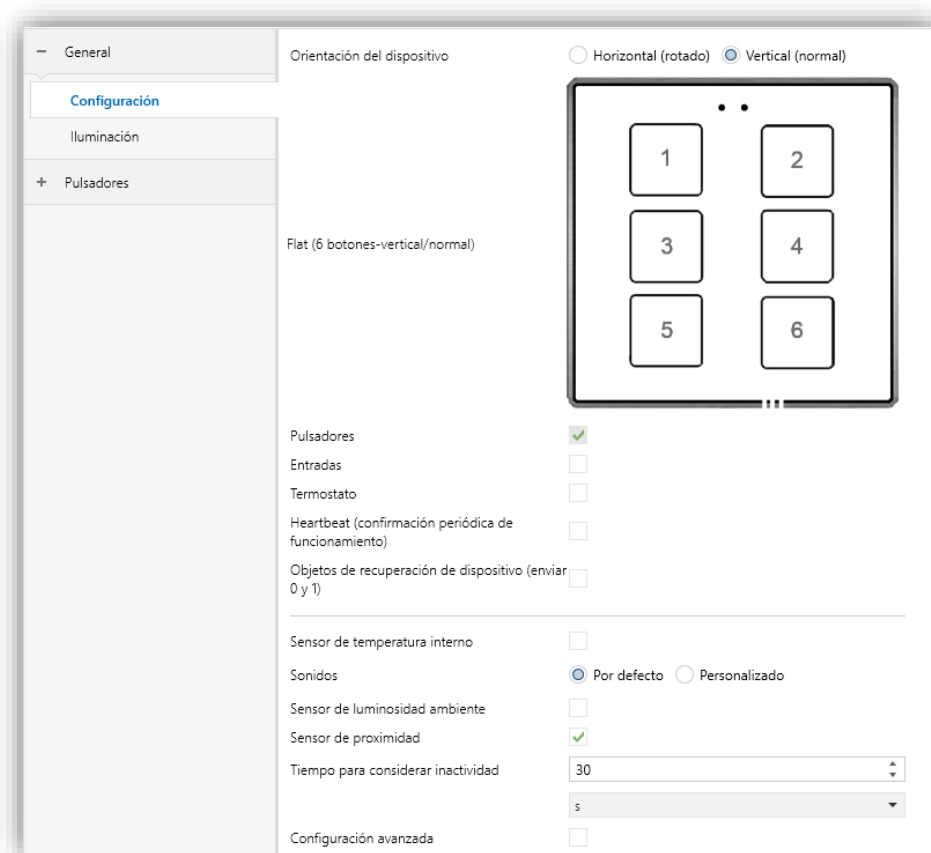 General
Configuración
Iluminación
Pulsadores
Orientación del dispositivo
Horizontal (rotado)
Vertical (normal)
1
2
3
4
5
6
Flat (6 botones-vertical/normal)
Pulsadores
Entradas
Termostato
Heartbeat (confirmación periódica de
funcionamiento)
Objetos de recuperación de dispositivo (enviar
0 y 1)
Sensor de temperatura interno
Sonidos
Por defecto
Personalizado
Sensor de luminosidad ambiente
Sensor de proximidad
Tiempo para considerar inactividad
30
s
Configuración avanzada